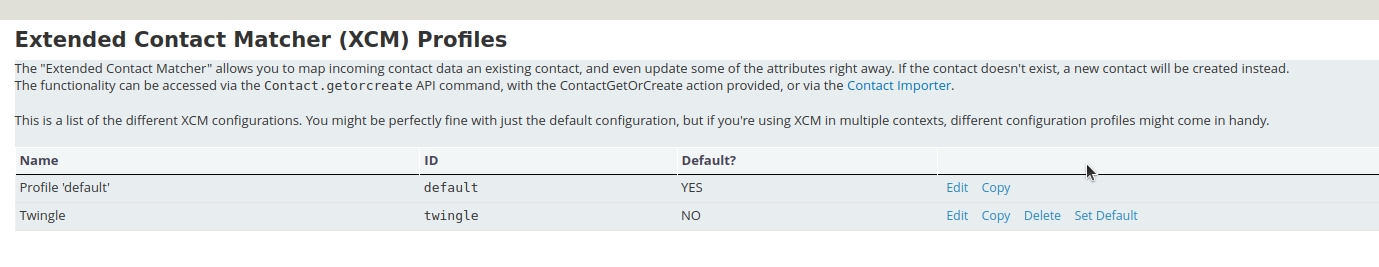 Extended Contact Matcher (XCM) Profiles
The "Extended Contact Matcher" allows you to map incoming contact data an existing contact, and even update some of the attributes right away. If the contact doesn't exist, a new contact will be created instead.
The functionality can be accessed via the Contact.getorcreate API command, with the ContactGetOrCreate action provided, or via the Contact Importer.
This is a list of the different XCM configurations. You might be perfectly fine with just the default configuration, but if you're using XCM in multiple contexts, different configuration profiles might come in handy.
Name ID Default?
Profile 'default' default YES Edit Copy
Twingle twingle NO Edit Copy Delete Set Default